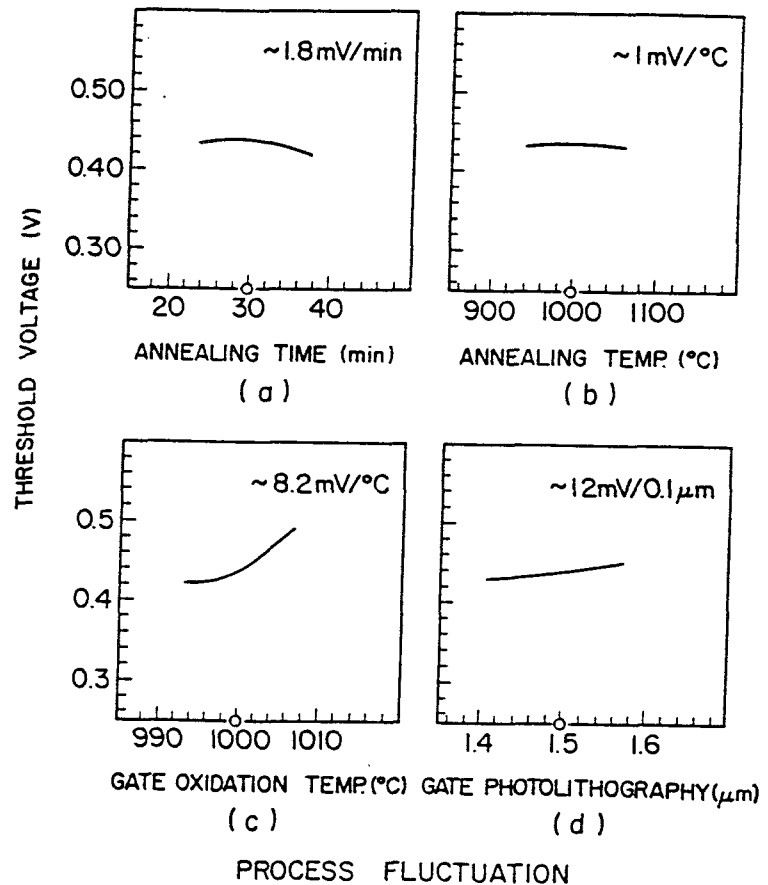 THRESHOLD VOLTAGE (V)
~1.8mV/min
0.50
0.40
0.30
20 30 40
ANNEALING TIME (min)
(a)
~1mV/°C
900 1000 1100
ANNEALING TEMP. (°C)
(b)
~8.2mV/°C
0.5
0.4
0.3
990 1000 1010
GATE OXIDATION TEMP.(°C)
(c)
~12mV/0.1μm
1.4 1.5 1.6
GATE PHOTOLITHOGRAPHY(μm)
(d)
PROCESS FLUCTUATION